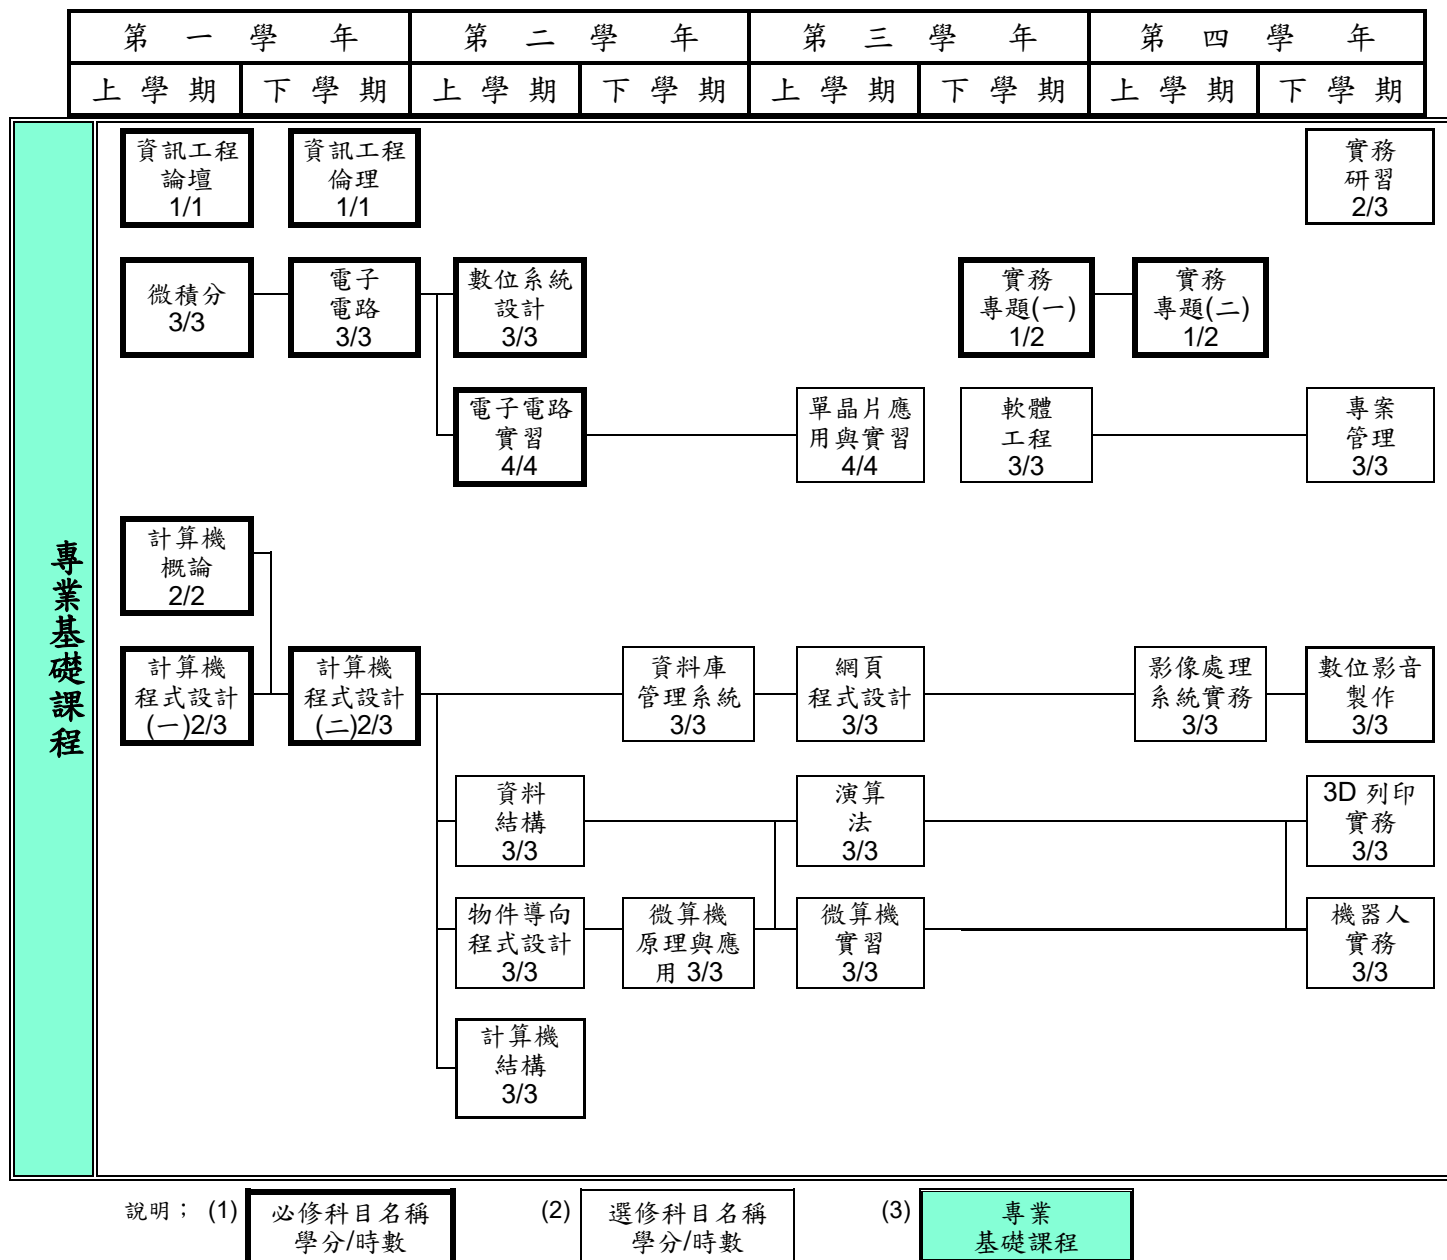 第一學年
第二學年
第三學年
第四學年
上學期
下學期
上學期
下學期
上學期
下學期
上學期
下學期
專業基礎課程
資訊工程
論壇
1/1
資訊工程
倫理
1/1
實務
研習
2/3
微積分
3/3
電子
電路
3/3
數位系統
設計
3/3
實務
專題(一)
1/2
實務
專題(二)
1/2
電子電路
實習
4/4
單晶片應
用與實習
4/4
軟體
工程
3/3
專案
管理
3/3
計算機
概論
2/2
計算機
程式設計
(一)2/3
計算機
程式設計
(二)2/3
資料庫
管理系統
3/3
網頁
程式設計
3/3
影像處理
系統實務
3/3
數位影音
製作
3/3
資料
結構
3/3
演算
法
3/3
3D 列印
實務
3/3
物件導向
程式設計
3/3
微算機
原理與應
用 3/3
微算機
實習
3/3
機器人
實務
3/3
計算機
結構
3/3
說明；
(1)
必修科目名稱
學分/時數
(2)
選修科目名稱
學分/時數
(3)
專業
基礎課程